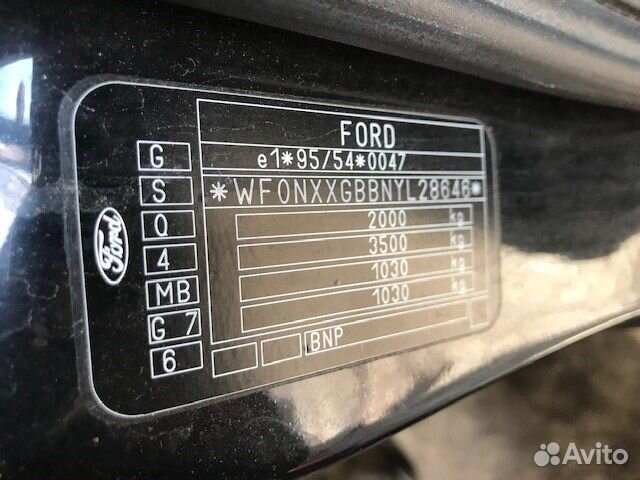 FORD
e1*95/54*0047
*WF0NXXGBBNYL28646*
2000 kg
3500 kg
1030 kg
1030 kg
BNP
G
S
Q
4
MB
G 7
6
Ford
Avito